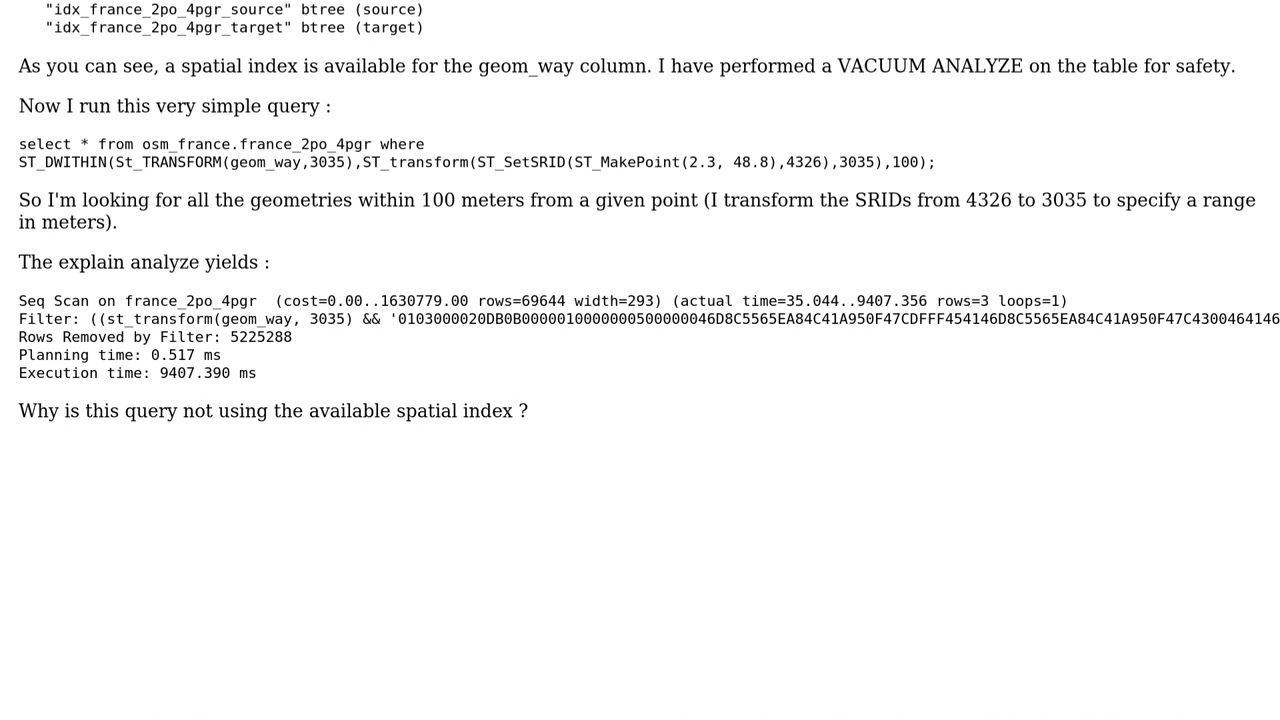 "idx_france_2po_4pgr_source" btree (source)
"idx_france_2po_4pgr_target" btree (target)
As you can see, a spatial index is available for the geom_way column. I have performed a VACUUM ANALYZE on the table for safety.
Now I run this very simple query :
select * from osm_france.france_2po_4pgr where
ST_DWITHIN(St_TRANSFORM(geom_way,3035),ST_transform(ST_SetSRID(ST_MakePoint(2.3, 48.8),4326),3035),100);
So I'm looking for all the geometries within 100 meters from a given point (I transform the SRIDs from 4326 to 3035 to specify a range
in meters).
The explain analyze yields :
Seq Scan on france_2po_4pgr  (cost=0.00..1630779.00 rows=69644 width=293) (actual time=35.044..9407.356 rows=3 loops=1)
Filter: ((st_transform(geom_way, 3035) && '0103000020DB0B00000100000005000000046D8C5565EA84C41A950F47CDFFF454146D8C5565EA84C41A950F47C4300464146
Rows Removed by Filter: 5225288
Planning time: 0.517 ms
Execution time: 9407.390 ms
Why is this query not using the available spatial index ?